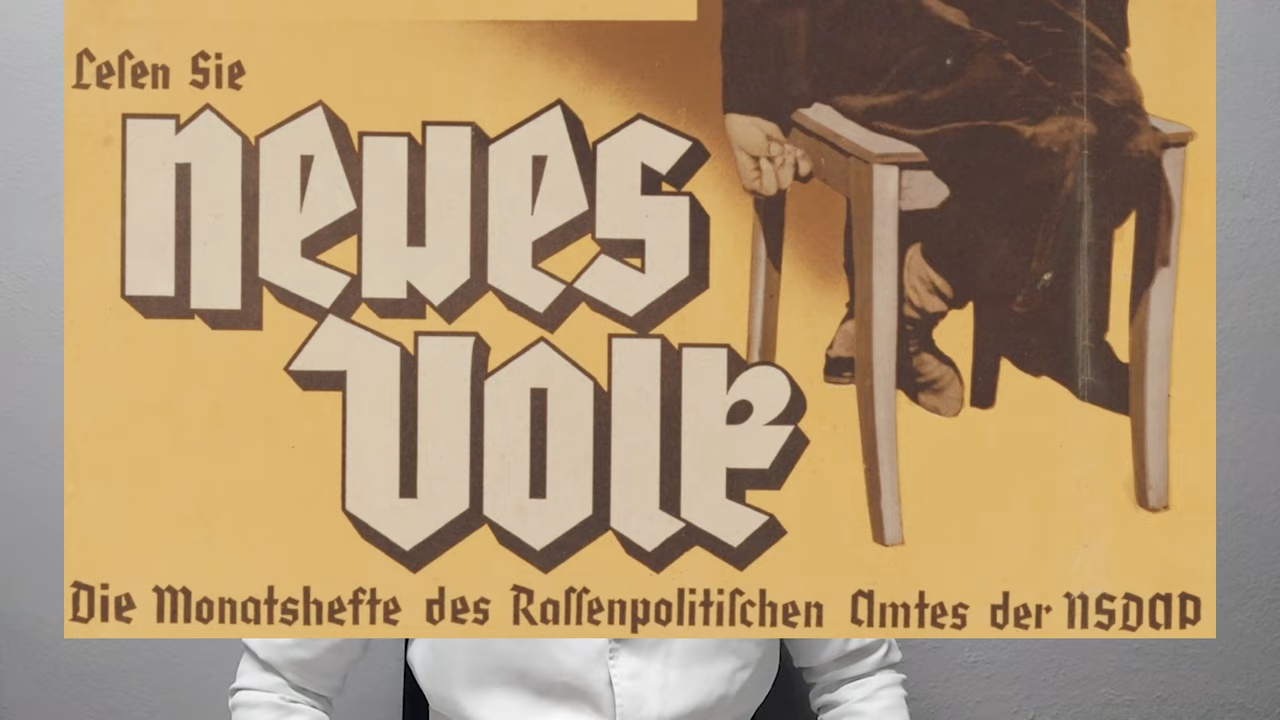 Lesen Sie
neues
Volk
Die Monatshefte des Rassenpolitischen Amtes der NSDAP